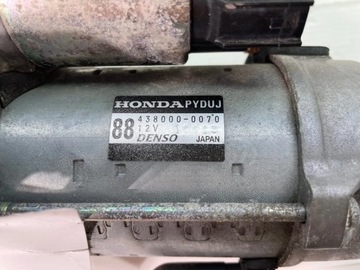 HONDA PYDUJ
88 438000-0070
12V
DENSO JAPAN